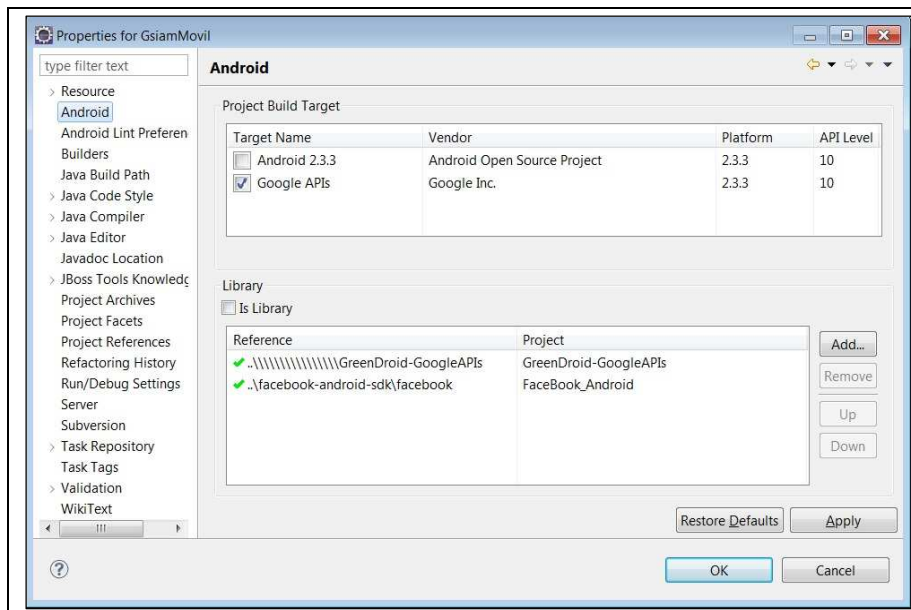 Properties for GsiamMovil
type filter text
Resource
Android
Android Lint Preferen
Builders
Java Build Path
Java Code Style
Java Compiler
Java Editor
Javadoc Location
JBoss Tools Knowledg
Project Archives
Project Facets
Project References
Refactoring History
Run/Debug Settings
Server
Subversion
Task Repository
Task Tags
Validation
WikiText
Android
Project Build Target
Target Name Vendor Platform API Level
Android 2.3.3 Android Open Source Project 2.3.3 10
Google APIs Google Inc. 2.3.3 10
Library
Is Library
Reference Project
..\\\\\\\\\\\\\\\\GreenDroid-GoogleAPIs GreenDroid-GoogleAPIs
..\facebook-android-sdk\facebook FaceBook_Android
Add...
Remove
Up
Down
Restore Defaults Apply
OK Cancel